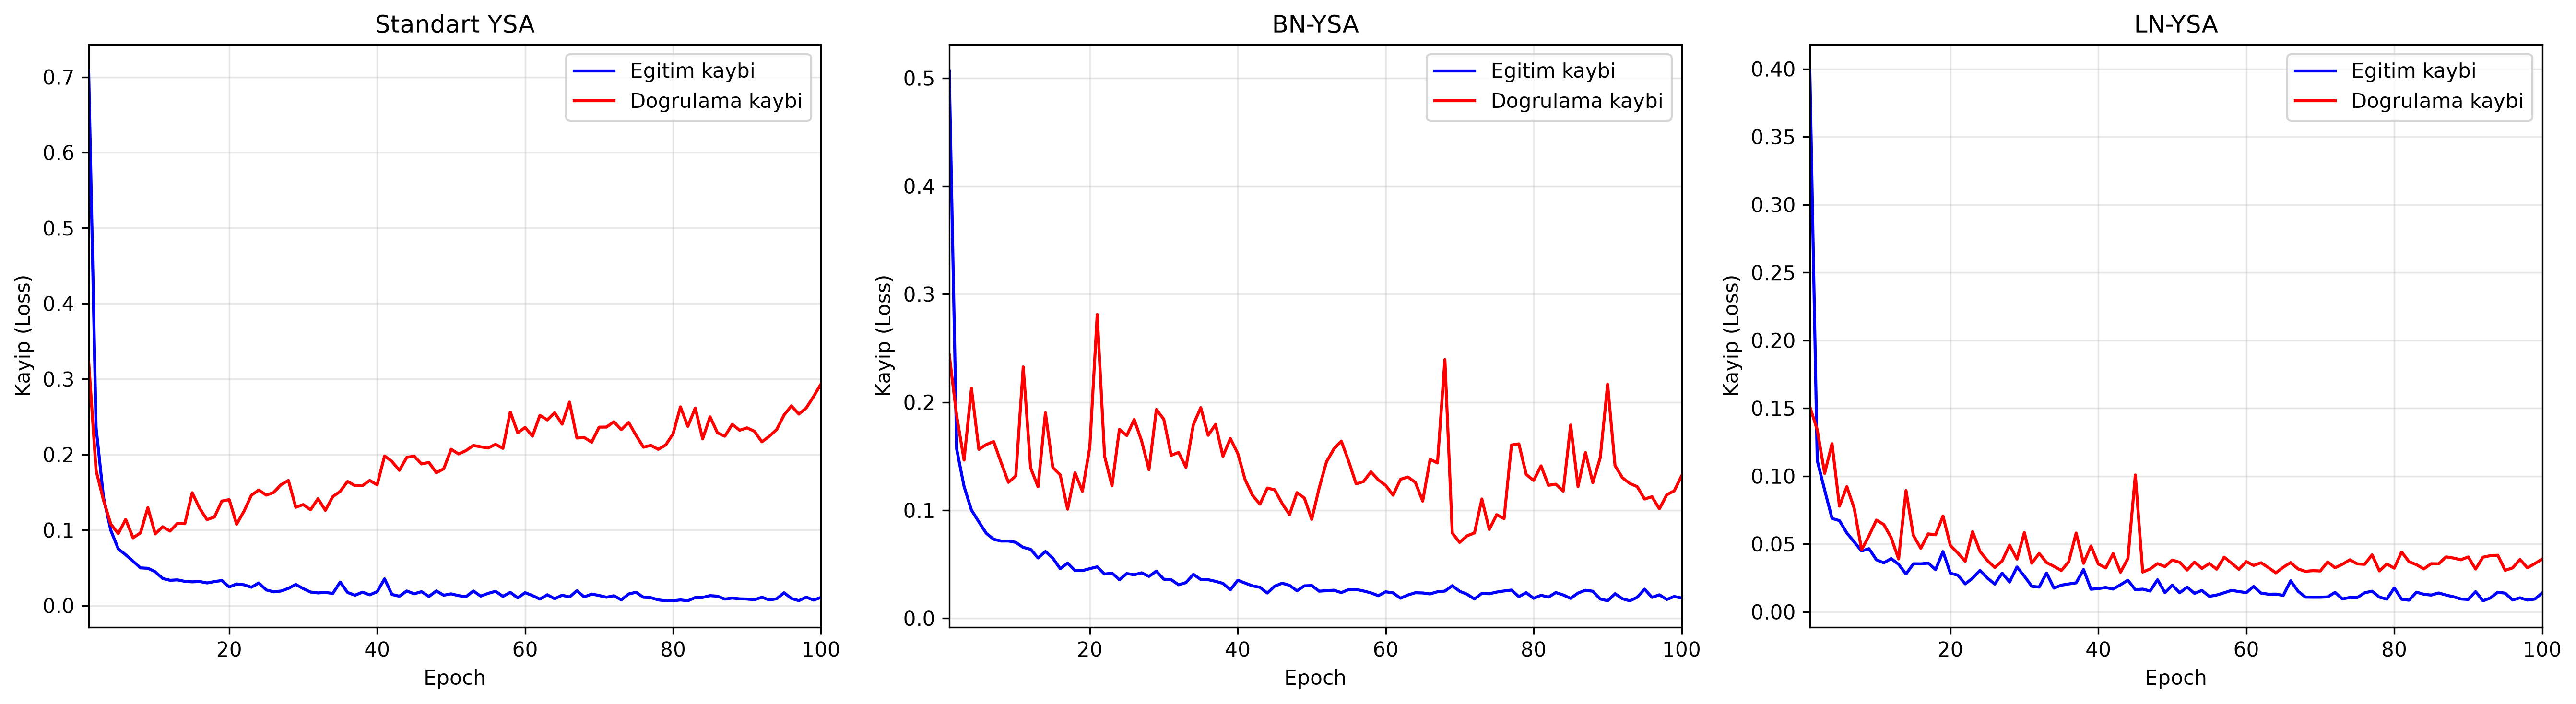 Standart YSA
Egitim kaybi
Dogrulama kaybi
Kayip (Loss)
0.7
0.6
0.5
0.4
0.3
0.2
0.1
0.0
20 40 60 80 100
Epoch
BN-YSA
Egitim kaybi
Dogrulama kaybi
Kayip (Loss)
0.5
0.4
0.3
0.2
0.1
0.0
20 40 60 80 100
Epoch
LN-YSA
Egitim kaybi
Dogrulama kaybi
Kayip (Loss)
0.40
0.35
0.30
0.25
0.20
0.15
0.10
0.05
0.00
20 40 60 80 100
Epoch